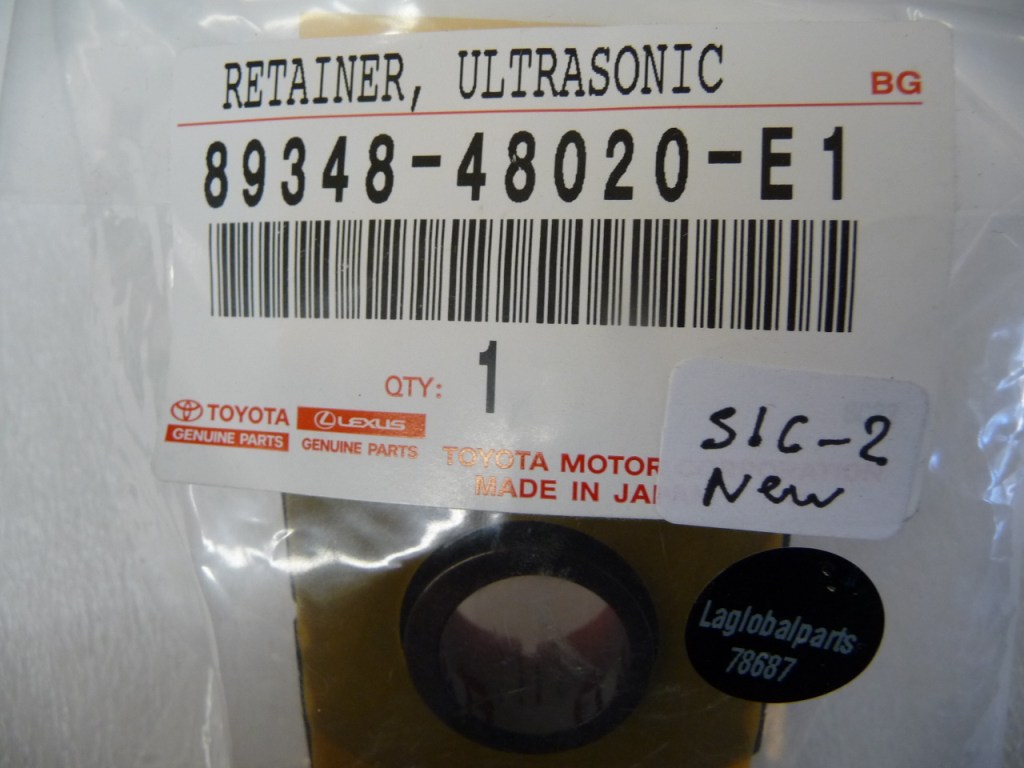 RETAINER, ULTRASONIC
BG
89348-48020-E1
QTY: 1
TOYOTA
GENUINE PARTS
LEXUS
GENUINE PARTS
TOYOTA MOTOR
MADE IN JAPA
SIC-2
New
Laglobalparts
78687